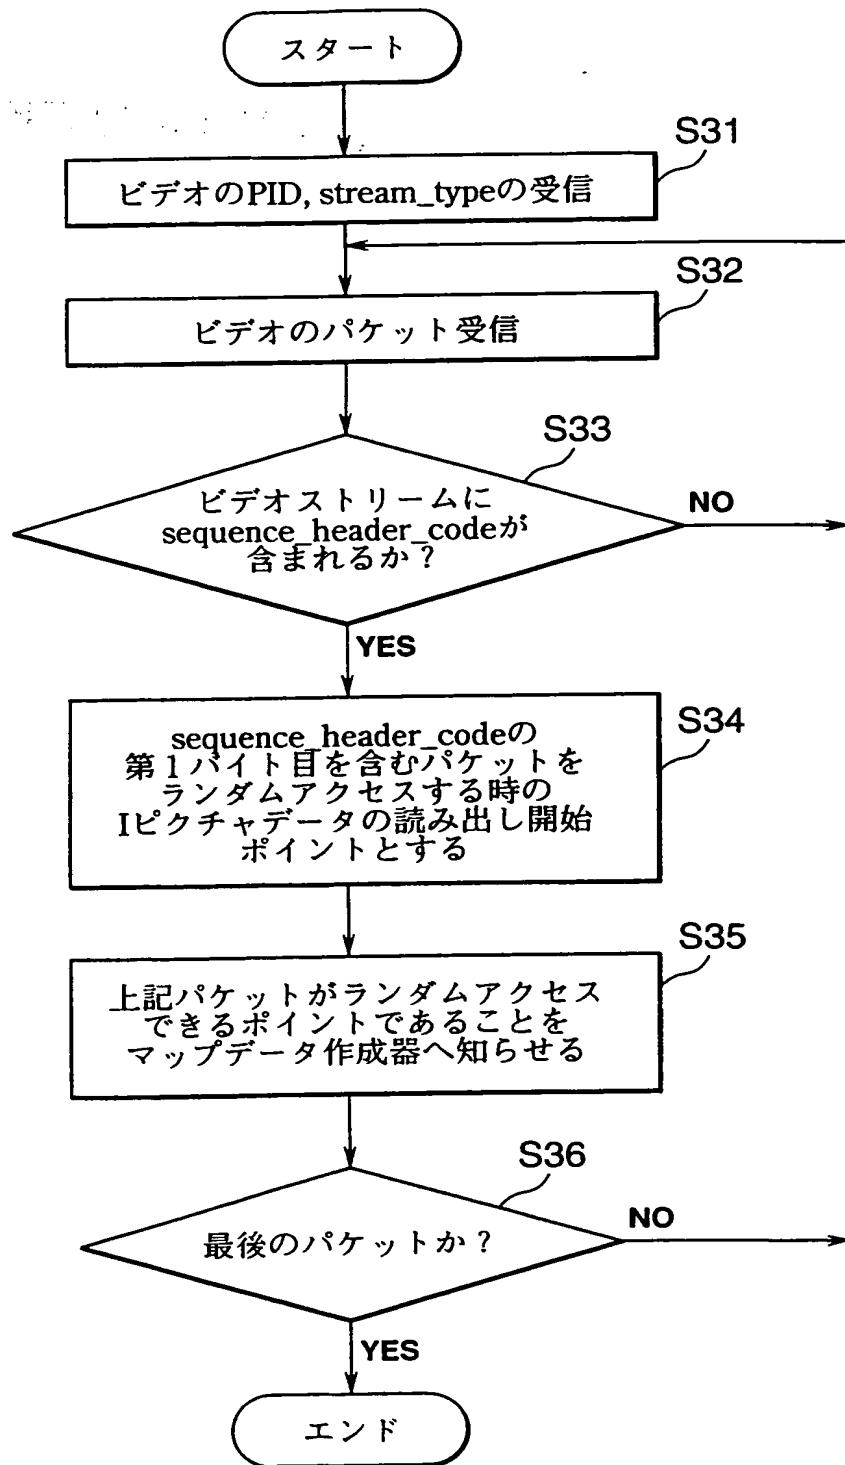 スタート
S31
ビデオのPID, stream_typeの受信
S32
ビデオのパケット受信
S33
ビデオストリームに
sequence_header_codeが
含まれるか？
NO
YES
S34
sequence_header_codeの
第1バイト目を含むパケットを
ランダムアクセスする時の
Iピクチャデータの読み出し開始
ポイントとする
S35
上記パケットがランダムアクセス
できるポイントであることを
マップデータ作成器へ知らせる
S36
最後のパケットか？
NO
YES
エンド